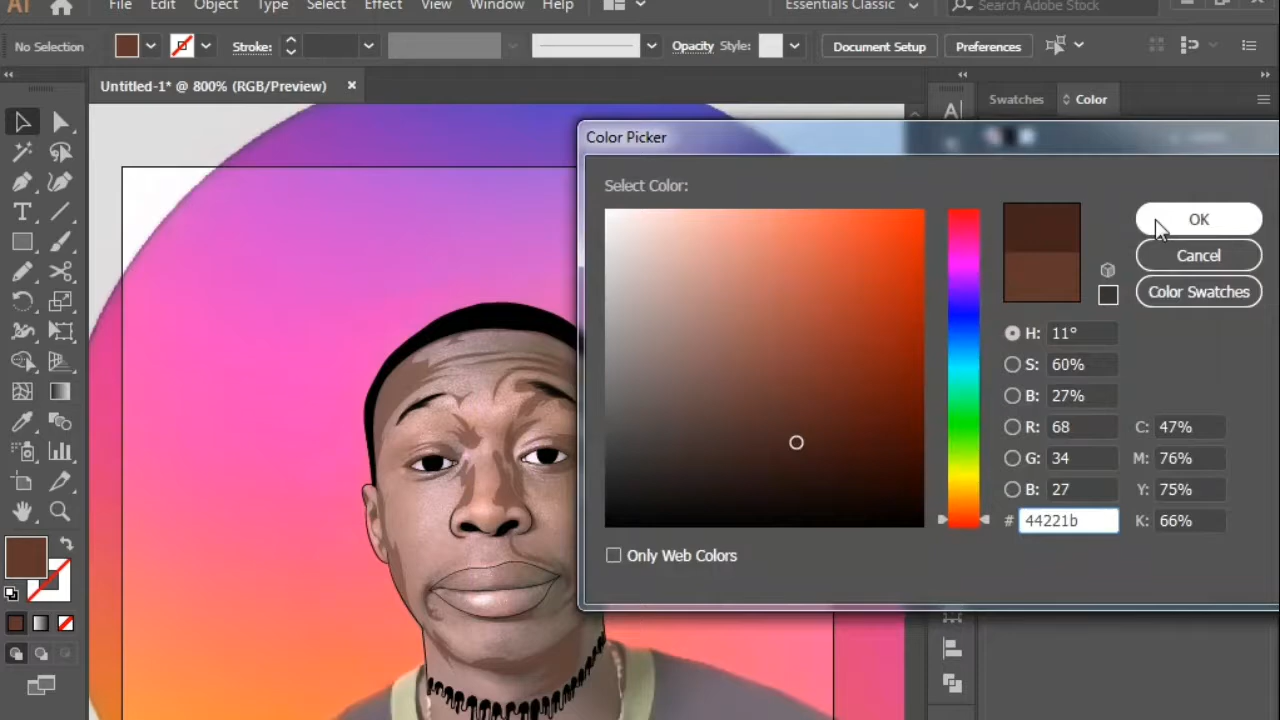 Ai File Edit Object Type Select Effect View Window Help Essentials Classic Search Adobe Stock
No Selection Stroke: Opacity Style: Document Setup Preferences
Untitled-1* @ 800% (RGB/Preview) × Swatches Color
Color Picker
Select Color:
OK
Cancel
Color Swatches
H: 11°
S: 60%
B: 27%
R: 68 C: 47%
G: 34 M: 76%
B: 27 Y: 75%
# 44221b K: 66%
Only Web Colors